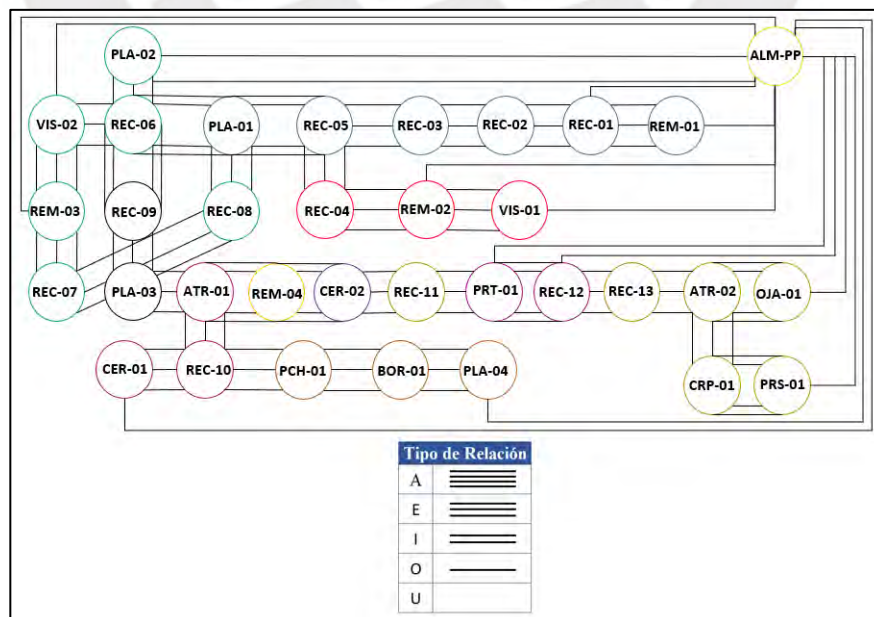 PLA-02 ALM-PP
VIS-02 REC-06 PLA-01 REC-05 REC-03 REC-02 REC-01 REM-01
REM-03 REC-09 REC-08 REC-04 REM-02 VIS-01
REC-07 PLA-03 ATR-01 REM-04 CER-02 REC-11 PRT-01 REC-12 REC-13 ATR-02 OJA-01
CER-01 REC-10 PCH-01 BOR-01 PLA-04 CRP-01 PRS-01
Tipo de Relación
A
E
I
O
U